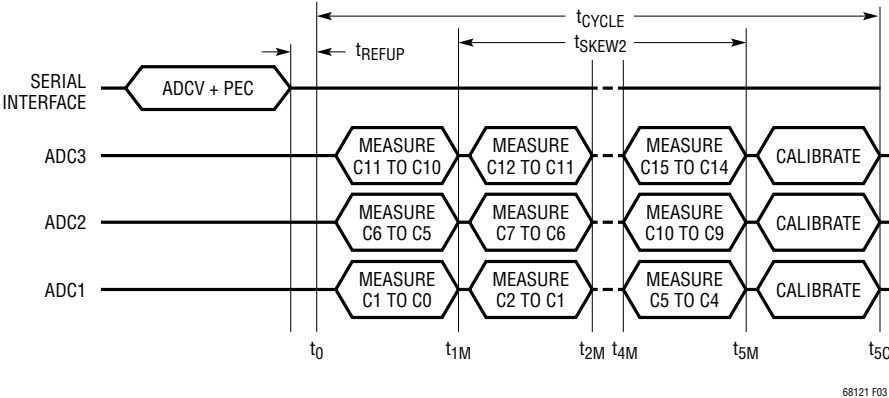 tCYCLE
tSKEW2
tREFUP
SERIAL
INTERFACE
ADCV + PEC
ADC3
MEASURE
C11 TO C10
MEASURE
C12 TO C11
MEASURE
C15 TO C14
CALIBRATE
ADC2
MEASURE
C6 TO C5
MEASURE
C7 TO C6
MEASURE
C10 TO C9
CALIBRATE
ADC1
MEASURE
C1 TO C0
MEASURE
C2 TO C1
MEASURE
C5 TO C4
CALIBRATE
t0
t1M
t2M
t4M
t5M
t5C
68121 F03